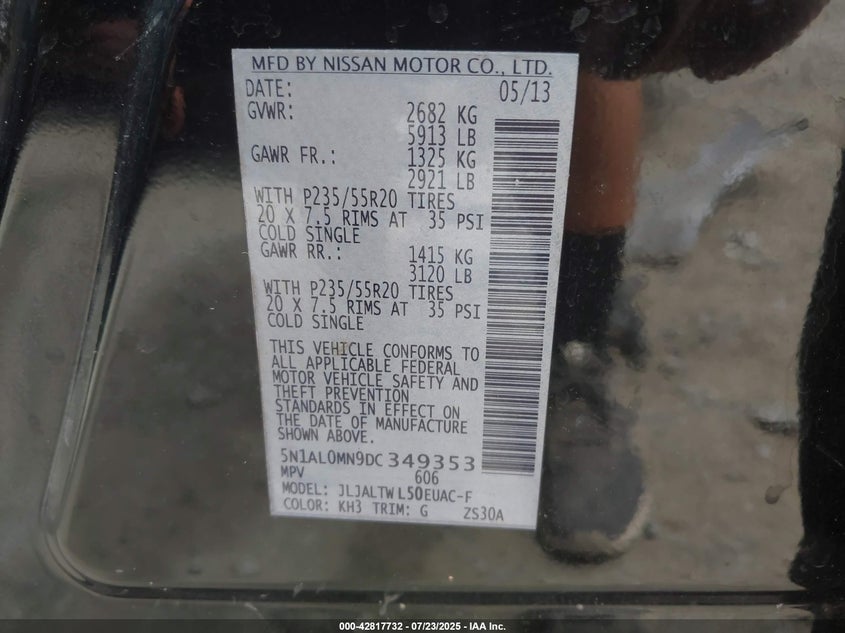 MFD BY NISSAN MOTOR CO., LTD.
DATE: 05/13
GVWR: 2682 KG
5913 LB
GAWR FR.: 1325 KG
2921 LB
WITH P235/55R20 TIRES
20 X 7.5 RIMS AT 35 PSI
COLD SINGLE
GAWR RR.: 1415 KG
3120 LB
WITH P235/55R20 TIRES
20 X 7.5 RIMS AT 35 PSI
COLD SINGLE
THIS VEHICLE CONFORMS TO
ALL APPLICABLE FEDERAL
MOTOR VEHICLE SAFETY AND
THEFT PREVENTION
STANDARDS IN EFFECT ON
THE DATE OF MANUFACTURE
SHOWN ABOVE.
5N1AL0MN9DC349353
MPV 606
MODEL: JLJALTWL50EUAC-F
COLOR: KH3 TRIM: G ZS30A
000-42817732 - 07/23/2025 - IAA Inc.